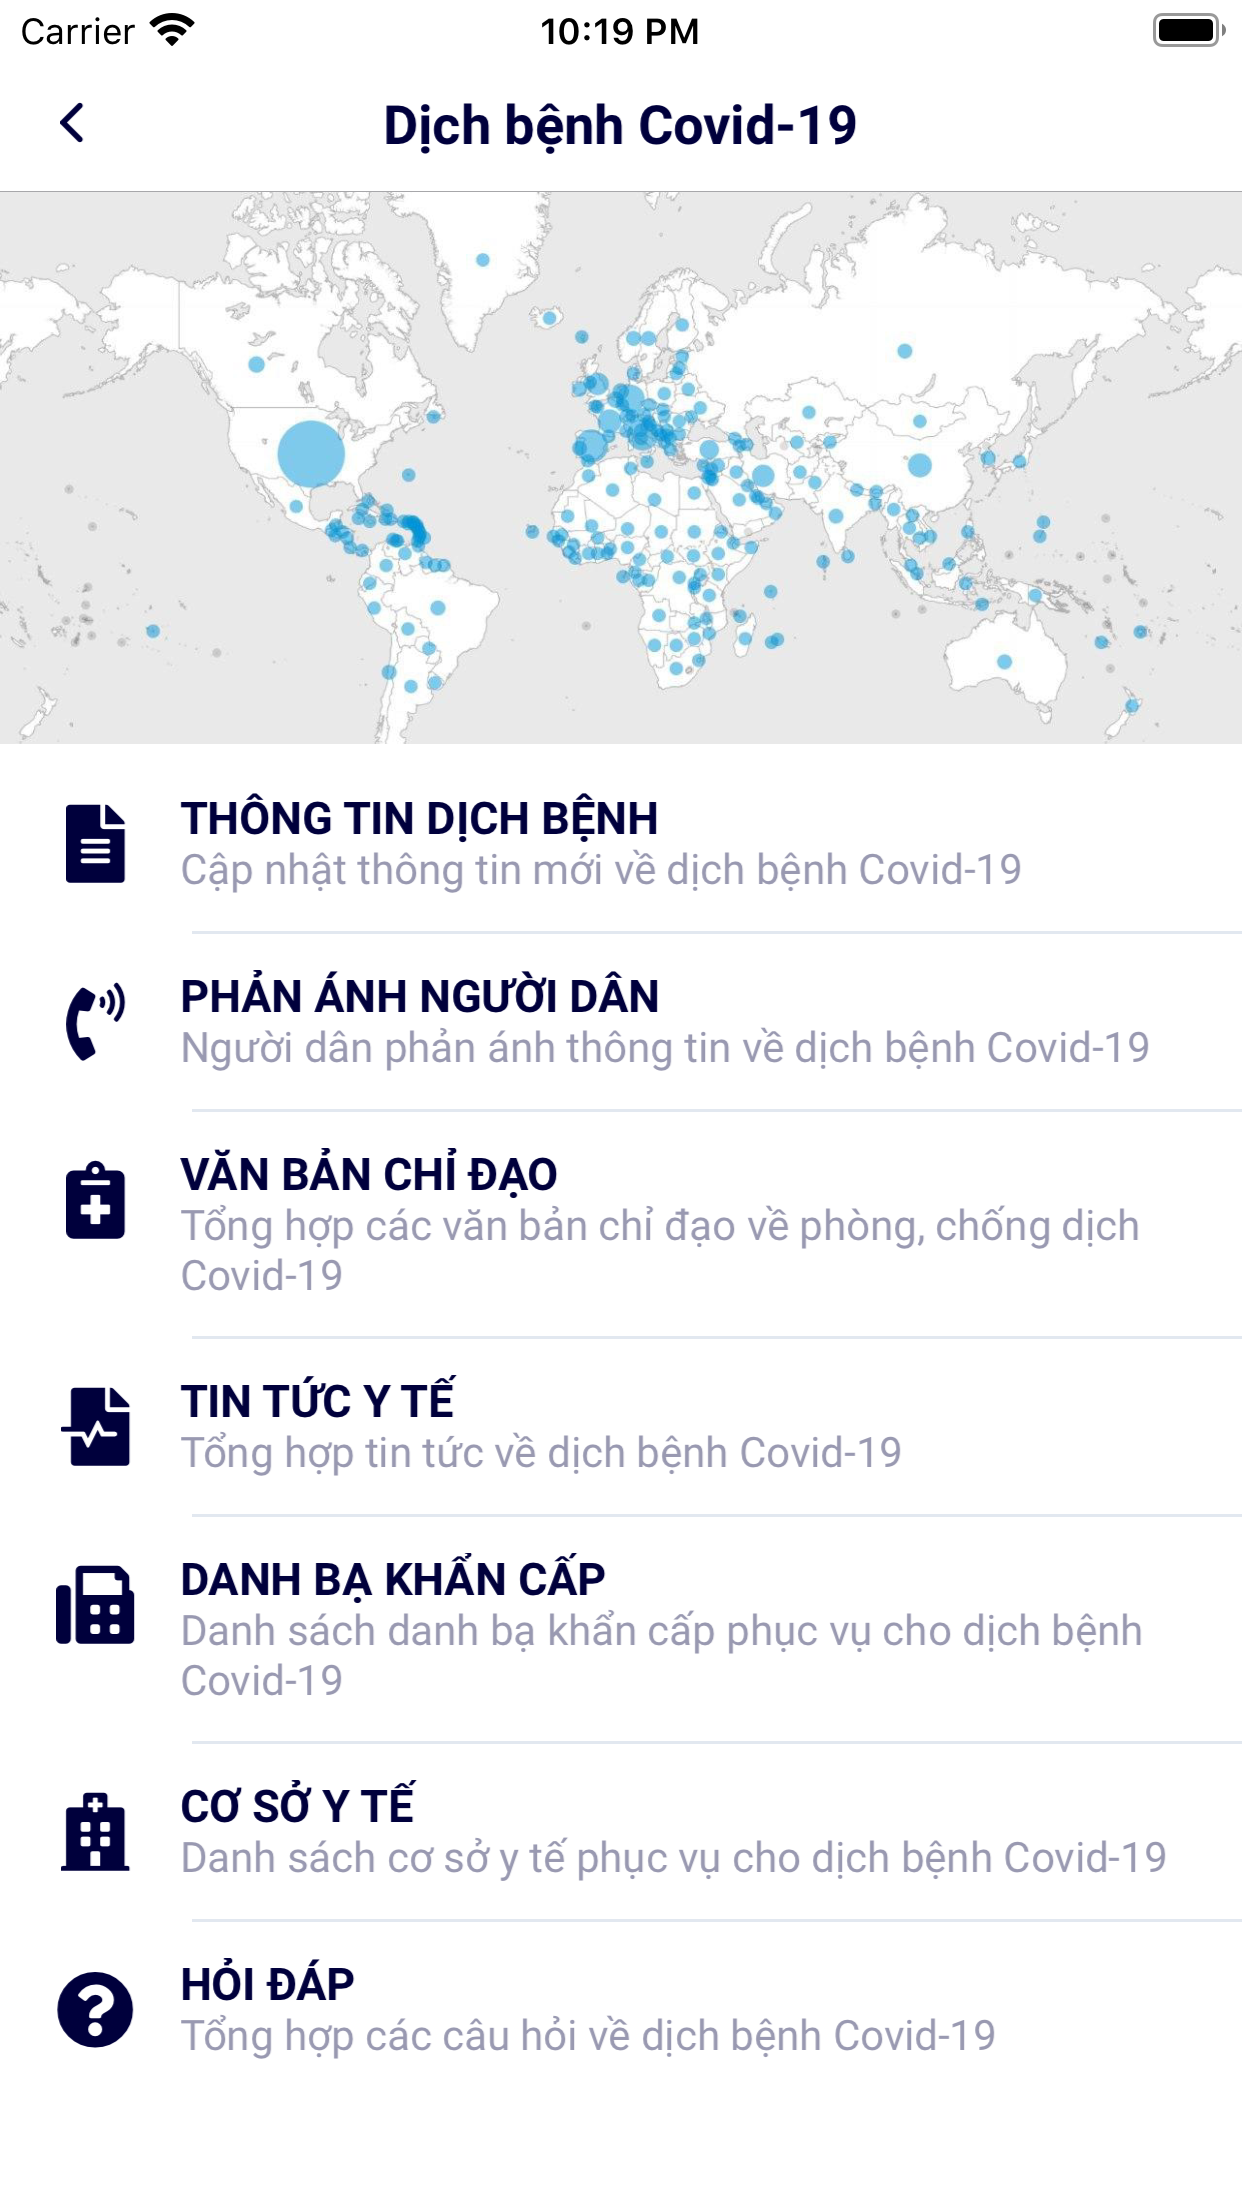 Carrier 10:19 PM
Dịch bệnh Covid-19
THÔNG TIN DỊCH BỆNH
Cập nhật thông tin mới về dịch bệnh Covid-19
PHẢN ÁNH NGƯỜI DÂN
Người dân phản ánh thông tin về dịch bệnh Covid-19
VĂN BẢN CHỈ ĐẠO
Tổng hợp các văn bản chỉ đạo về phòng, chống dịch
Covid-19
TIN TỨC Y TẾ
Tổng hợp tin tức về dịch bệnh Covid-19
DANH BẠ KHẨN CẤP
Danh sách danh bạ khẩn cấp phục vụ cho dịch bệnh
Covid-19
CƠ SỞ Y TẾ
Danh sách cơ sở y tế phục vụ cho dịch bệnh Covid-19
HỎI ĐÁP
Tổng hợp các câu hỏi về dịch bệnh Covid-19